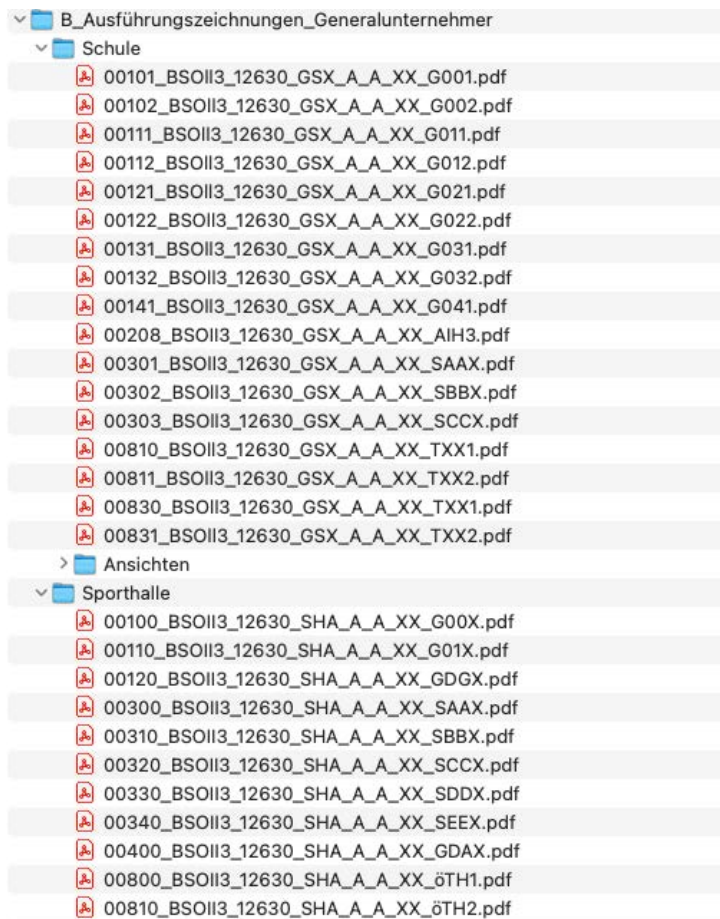 B_Ausführungszeichnungen_Generalunternehmer
Schule
00101_BSOII3_12630_GSX_A_A_XX_G001.pdf
00102_BSOII3_12630_GSX_A_A_XX_G002.pdf
00111_BSOII3_12630_GSX_A_A_XX_G011.pdf
00112_BSOII3_12630_GSX_A_A_XX_G012.pdf
00121_BSOII3_12630_GSX_A_A_XX_G021.pdf
00122_BSOII3_12630_GSX_A_A_XX_G022.pdf
00131_BSOII3_12630_GSX_A_A_XX_G031.pdf
00132_BSOII3_12630_GSX_A_A_XX_G032.pdf
00141_BSOII3_12630_GSX_A_A_XX_G041.pdf
00208_BSOII3_12630_GSX_A_A_XX_AIH3.pdf
00301_BSOII3_12630_GSX_A_A_XX_SAAX.pdf
00302_BSOII3_12630_GSX_A_A_XX_SBBX.pdf
00303_BSOII3_12630_GSX_A_A_XX_SCCX.pdf
00810_BSOII3_12630_GSX_A_A_XX_TXX1.pdf
00811_BSOII3_12630_GSX_A_A_XX_TXX2.pdf
00830_BSOII3_12630_GSX_A_A_XX_TXX1.pdf
00831_BSOII3_12630_GSX_A_A_XX_TXX2.pdf
Ansichten
Sporthalle
00100_BSOII3_12630_SHA_A_A_XX_G00X.pdf
00110_BSOII3_12630_SHA_A_A_XX_G01X.pdf
00120_BSOII3_12630_SHA_A_A_XX_GDGX.pdf
00300_BSOII3_12630_SHA_A_A_XX_SAAX.pdf
00310_BSOII3_12630_SHA_A_A_XX_SBBX.pdf
00320_BSOII3_12630_SHA_A_A_XX_SCCX.pdf
00330_BSOII3_12630_SHA_A_A_XX_SDDX.pdf
00340_BSOII3_12630_SHA_A_A_XX_SEEX.pdf
00400_BSOII3_12630_SHA_A_A_XX_GDAX.pdf
00800_BSOII3_12630_SHA_A_A_XX_öTH1.pdf
00810_BSOII3_12630_SHA_A_A_XX_öTH2.pdf